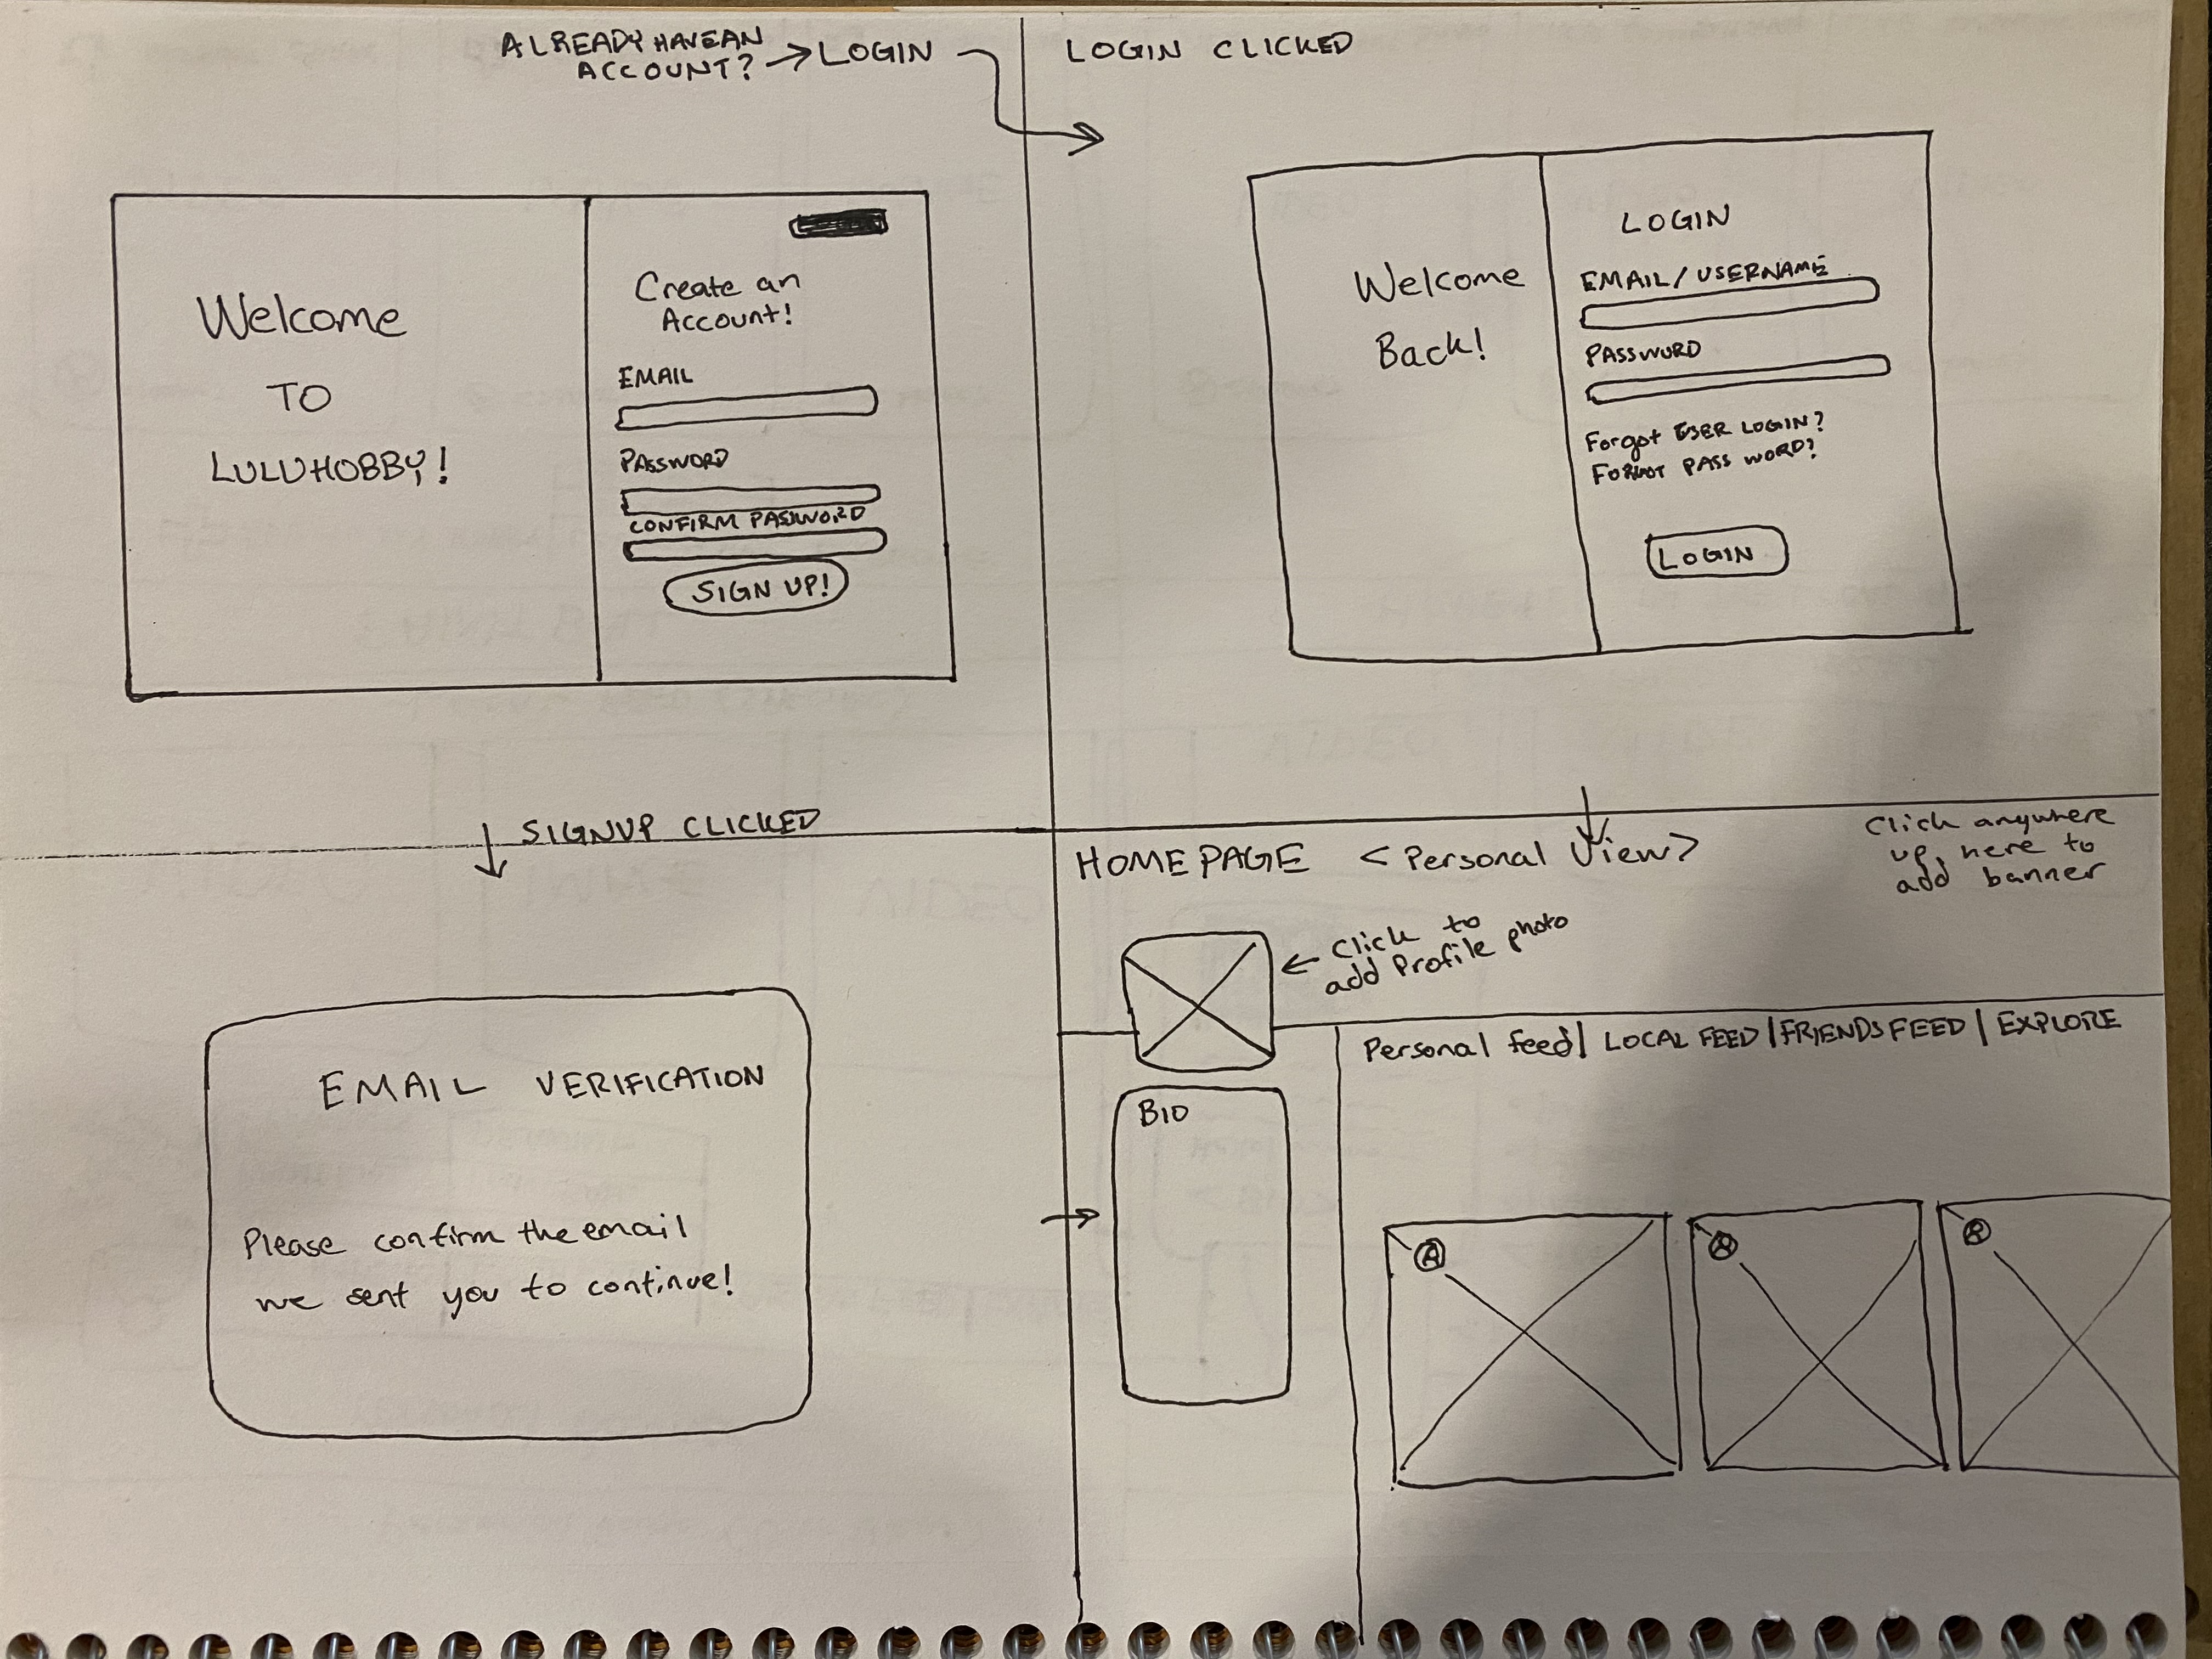 ALREADY HAVE AN
ACCOUNT? → LOGIN
Welcome
TO
LULUHOBBY!
Create an
Account!
EMAIL
PASSWORD
CONFIRM PASSWORD
SIGN UP!
LOGIN CLICKED
Welcome
Back!
LOGIN
EMAIL / USERNAME
PASSWORD
Forgot USER LOGIN?
FORGOT PASS WORD?
LOGIN
↓ SIGNUP CLICKED
EMAIL VERIFICATION
Please confirm the email
we sent you to continue!
HOME PAGE < Personal View >
Click anywhere
up here to
add banner
← Click to
add Profile photo
Personal feed | LOCAL FEED | FRIENDS FEED | EXPLORE
BIO